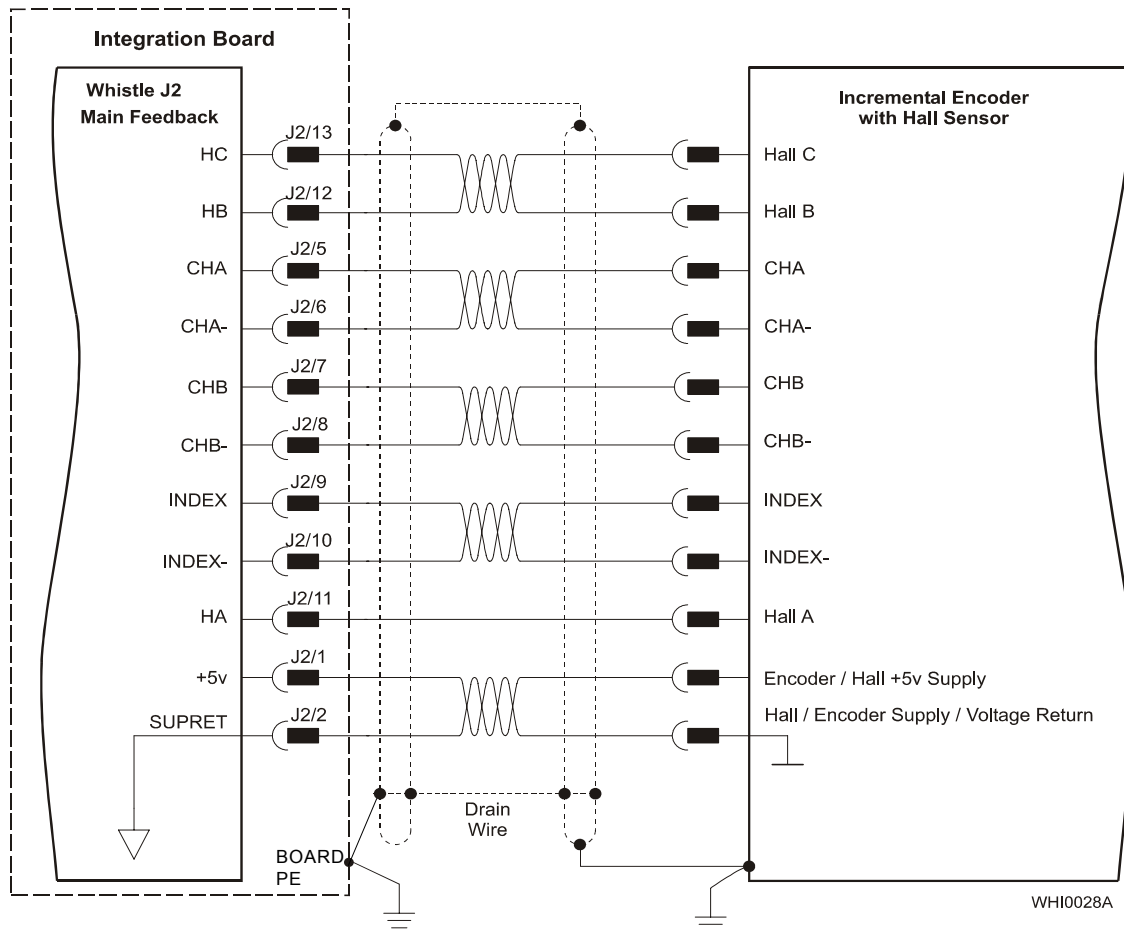 Integration Board
Whistle J2
Main Feedback
Incremental Encoder
with Hall Sensor
HC J2/13 Hall C
HB J2/12 Hall B
CHA J2/5 CHA
CHA- J2/6 CHA-
CHB J2/7 CHB
CHB- J2/8 CHB-
INDEX J2/9 INDEX
INDEX- J2/10 INDEX-
HA J2/11 Hall A
+5v J2/1 Encoder / Hall +5v Supply
SUPRET J2/2 Hall / Encoder Supply / Voltage Return
Drain
Wire
BOARD
PE
WHI0028A